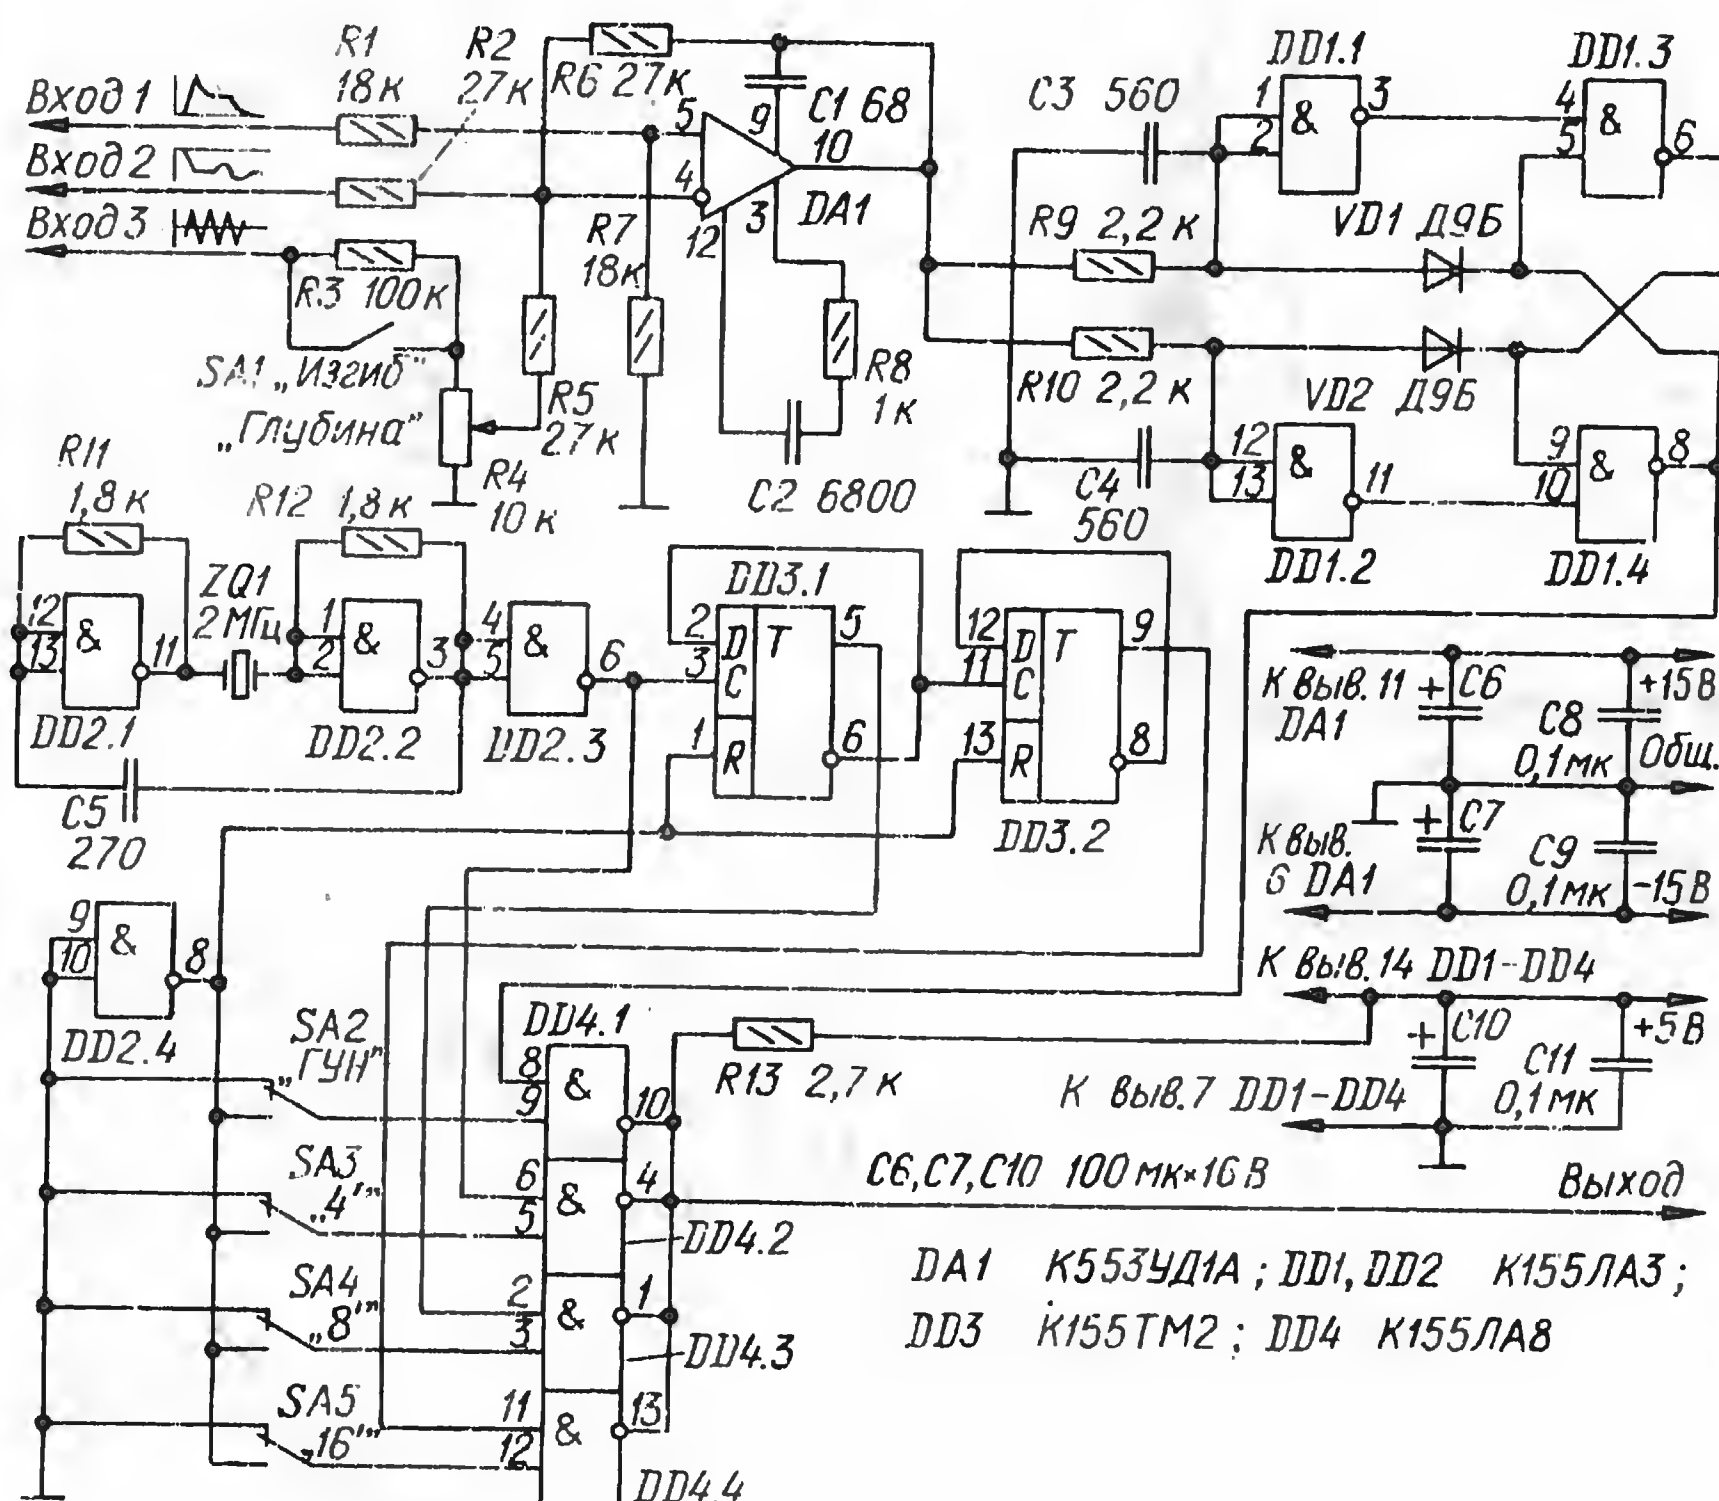 R1
18 к
R2
27 к
R6 27 к
C1 68
Вход 1
Вход 2
Вход 3
5
4
9
10
12
3
DA1
R3 100 к
SA1 „Изгиб”
„Глубина”
R4
10 к
R5
27 к
R7
18 к
R8
1 к
C2 6800
C3 560
DD1.1
1
2
&
3
DD1.3
4
5
&
6
R9 2,2 к
VD1 Д9Б
R10 2,2 к
VD2 Д9Б
C4
560
12
13
&
11
DD1.2
9
10
&
8
DD1.4
R11
1,8 к
R12 1,8 к
ZQ1
2 МГц
12
13
&
11
DD2.1
1
2
&
3
DD2.2
4
5
&
6
DD2.3
C5
270
DD3.1
2
3
1
D
C
R
T
5
6
12
11
13
D
C
R
T
9
8
DD3.2
К выв. 11
DA1
+ C6
C8
0,1 мк
+15 В
Общ.
К выв.
6 DA1
+ C7
C9
0,1 мк
-15 В
9
10
&
8
DD2.4
К выв. 14 DD1-DD4
+ C10
C11
0,1 мк
+5 В
К выв. 7 DD1-DD4
SA2
„ГУН”
SA3
„4'”
SA4
„8'”
SA5
„16'”
DD4.1
8
9
&
10
6
5
&
4
DD4.2
2
3
&
1
DD4.3
11
12
&
13
DD4.4
R13 2,7 к
C6, C7, C10 100 мк×16 В
Выход
DA1 К553УД1А ; DD1, DD2 К155ЛА3 ;
DD3 К155ТМ2 ; DD4 К155ЛА8